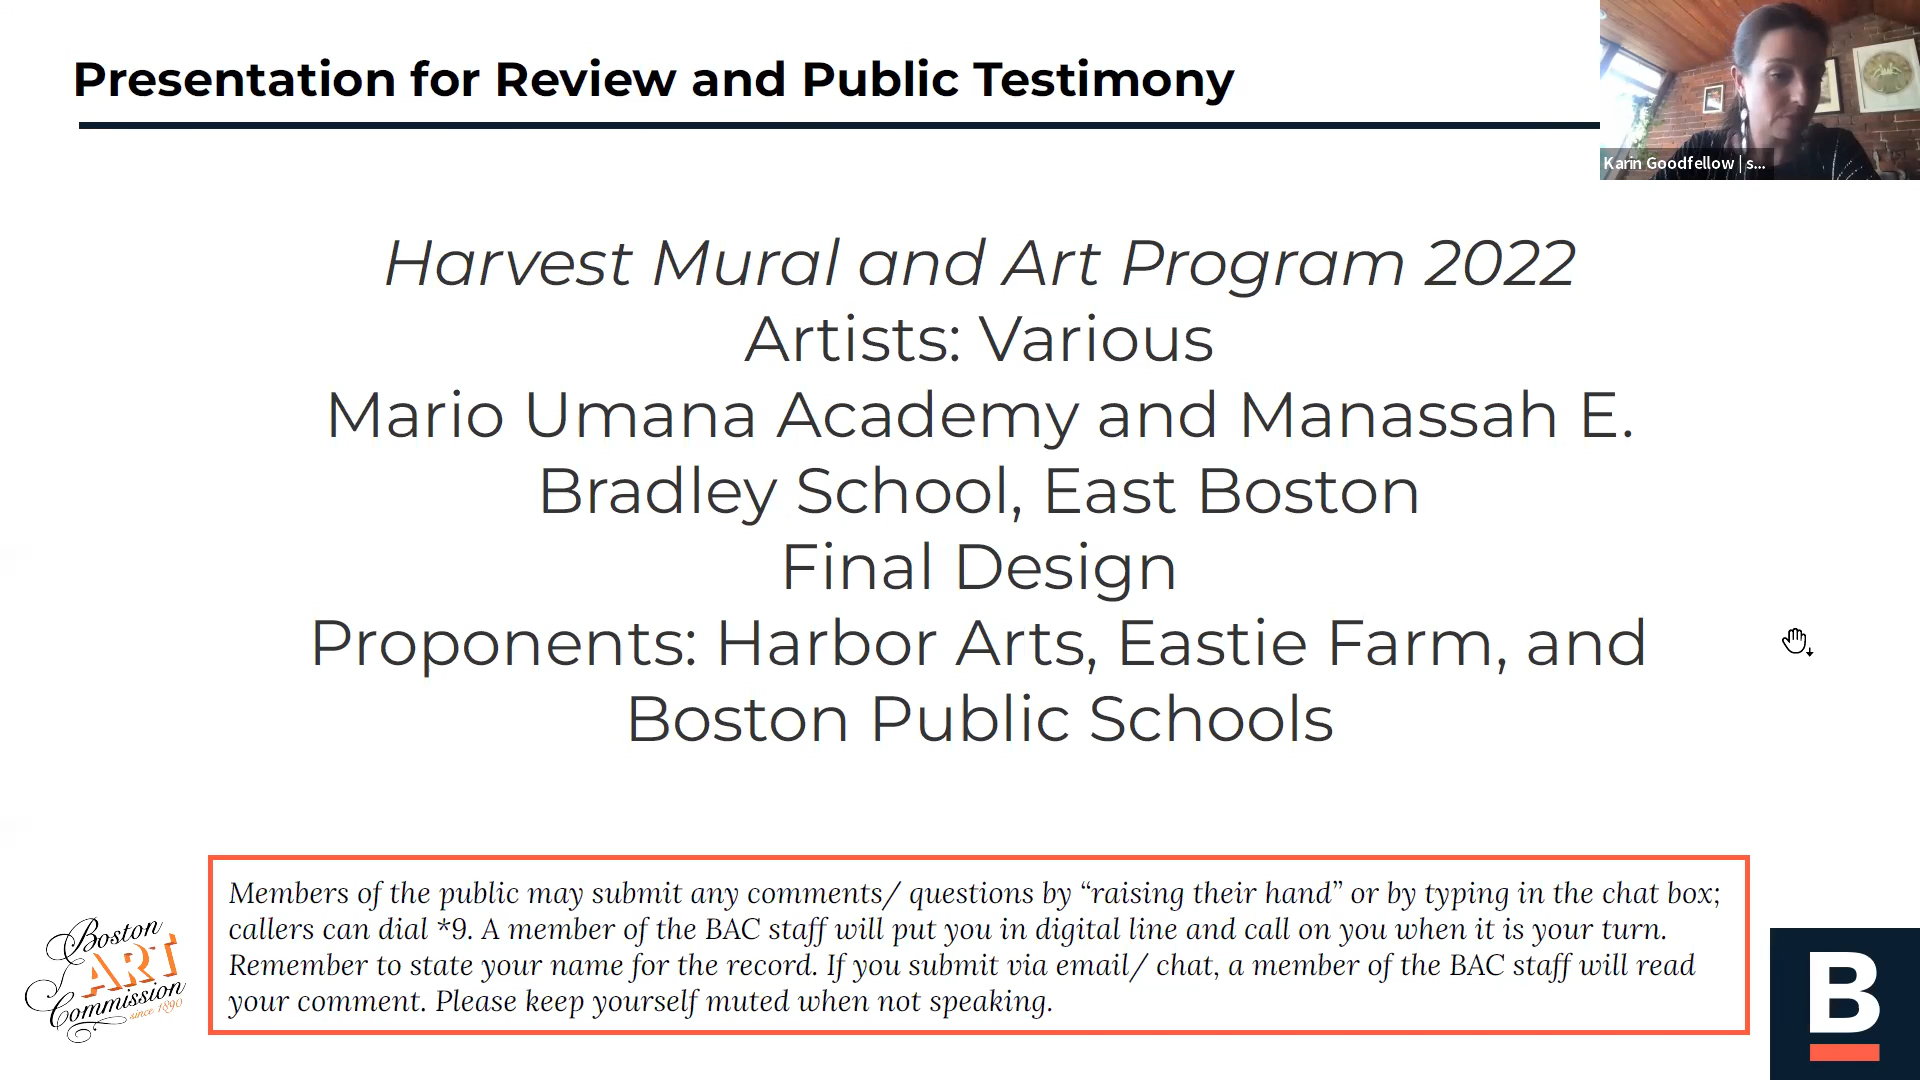 Presentation for Review and Public Testimony
Karin Goodfellow | s...
Harvest Mural and Art Program 2022
Artists: Various
Mario Umana Academy and Manassah E.
Bradley School, East Boston
Final Design
Proponents: Harbor Arts, Eastie Farm, and
Boston Public Schools
Members of the public may submit any comments/ questions by “raising their hand” or by typing in the chat box;
callers can dial *9. A member of the BAC staff will put you in digital line and call on you when it is your turn.
Remember to state your name for the record. If you submit via email/ chat, a member of the BAC staff will read
your comment. Please keep yourself muted when not speaking.
Boston
ART
Commission
since 1890
B